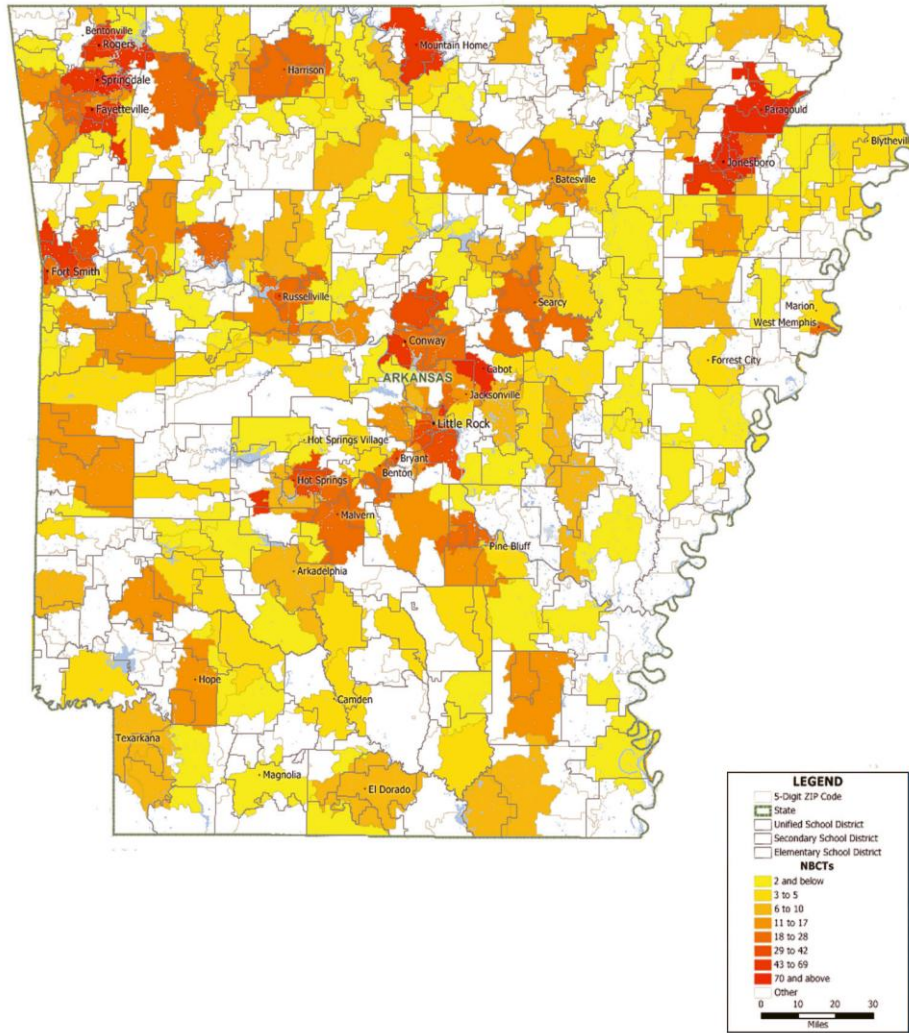 Bentonville
Rogers
Mountain Home
Harrison
Springdale
Fayetteville
Paragould
Blythevill
Jonesboro
Batesville
Fort Smith
Russellville
Searcy
Marion
West Memphis
Conway
Forrest City
Cabot
ARKANSAS
Jacksonville
Little Rock
Hot Springs Village
Bryant
Benton
Hot Springs
Malvern
Pine Bluff
Arkadelphia
Hope
Camden
Texarkana
Magnolia
El Dorado
LEGEND
5-Digit ZIP Code
State
Unified School District
Secondary School District
Elementary School District
NBCTs
2 and below
3 to 5
6 to 10
11 to 17
18 to 28
29 to 42
43 to 69
70 and above
Other
0 10 20 30
Miles